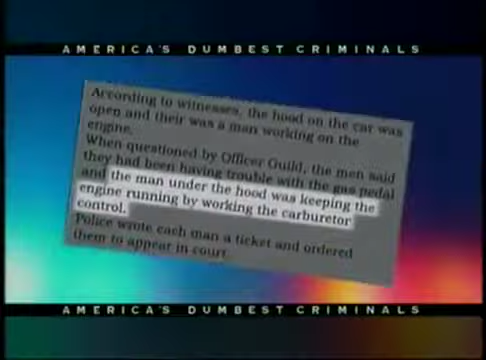 AMERICA'S DUMBEST CRIMINALS
According to witnesses, the hood on the car was
open and their was a man working on the
engine.
When questioned by Officer Guild, the men said
they had been having trouble with the gas pedal
and the man under the hood was keeping the
engine running by working the carburetor
control.
Police wrote each man a ticket and ordered
them to appear in court.
AMERICA'S DUMBEST CRIMINALS